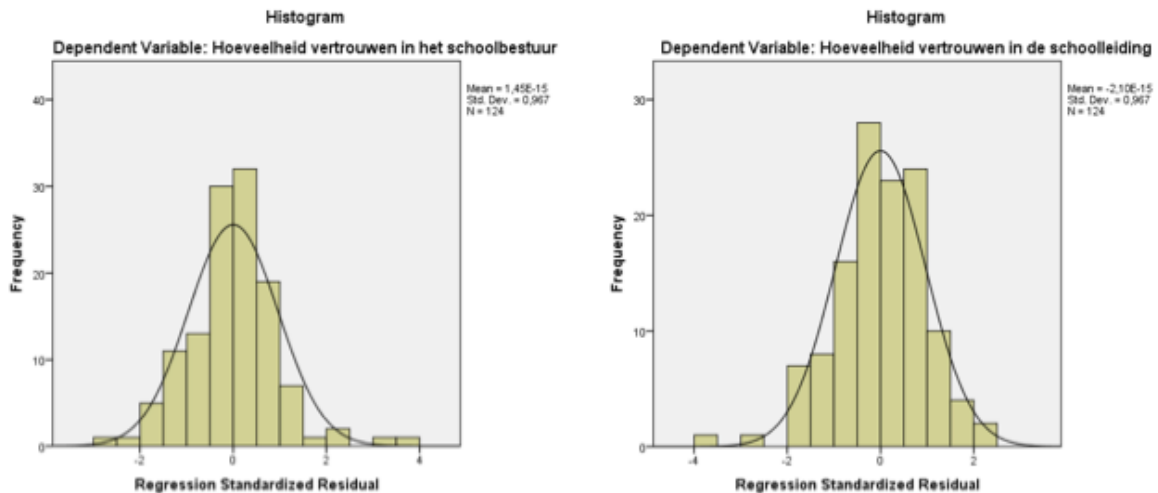 Histogram
Dependent Variable: Hoeveelheid vertrouwen in het schoolbestuur
Mean = 1,45E-15
Std. Dev. = 0,967
N = 124
40
30
20
10
0
Frequency
-2
0
2
4
Regression Standardized Residual
Histogram
Dependent Variable: Hoeveelheid vertrouwen in de schoolleiding
Mean = -2,10E-15
Std. Dev. = 0,967
N = 124
30
20
10
0
Frequency
-4
-2
0
2
Regression Standardized Residual